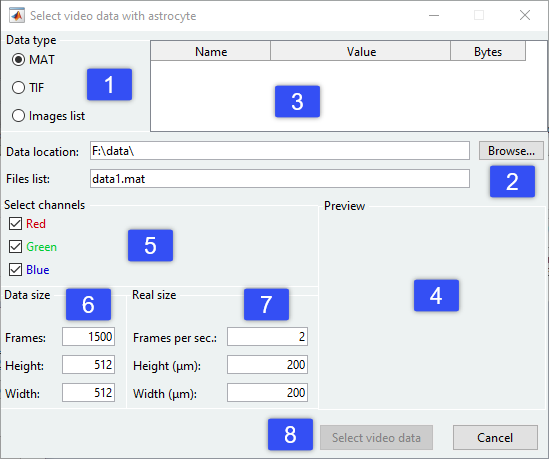 Select video data with astrocyte
Data type
MAT
TIF
Images list
1
Name Value Bytes
3
Data location: F:\data\ Browse...
Files list: data1.mat
2
Select channels
Red
Green
Blue
5
Preview
4
Data size
6
Frames: 1500
Height: 512
Width: 512
Real size
7
Frames per sec.: 2
Height (µm): 200
Width (µm): 200
8
Select video data Cancel